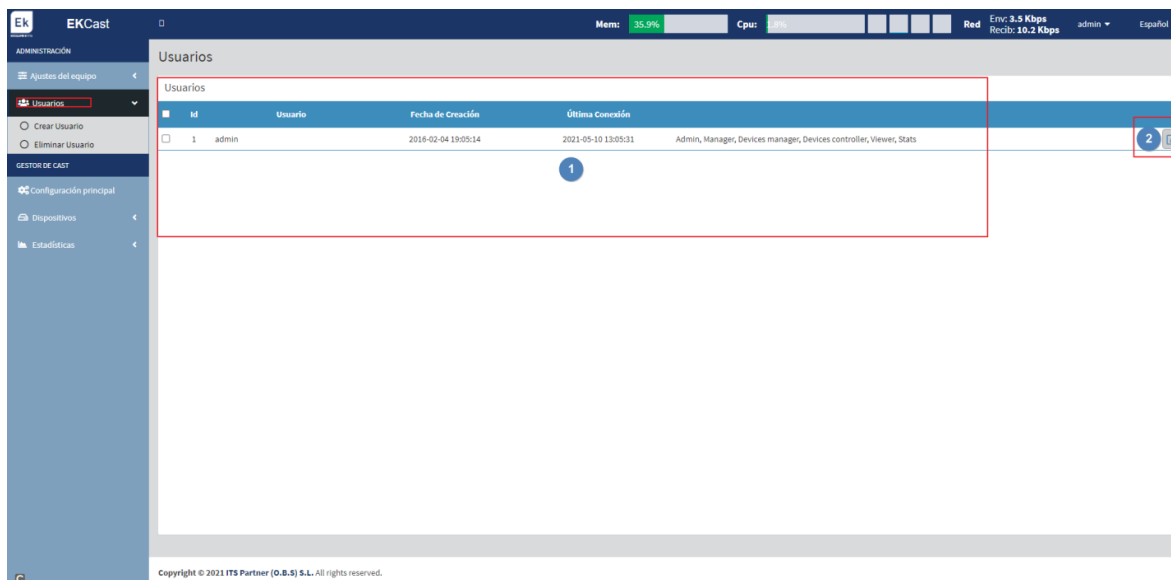 Ek EKCast Mem: 35.9% Cpu: Red Env: 3.5 Kbps admin Español
Recib: 10.2 Kbps
ADMINISTRACIÓN
Usuarios
Ajustes del equipo
Usuarios
Usuarios
Id Usuario Fecha de Creación Última Conexión
Crear Usuario
1 admin 2016-02-04 19:05:14 2021-05-10 13:05:31 Admin, Manager, Devices manager, Devices controller, Viewer, Stats 2
Eliminar Usuario
GESTOR DE CAST
1
Configuración principal
Dispositivos
Estadísticas
Copyright © 2021 ITS Partner (O.B.S) S.L. All rights reserved.